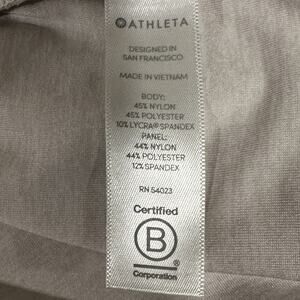 ATHLETA
DESIGNED IN
SAN FRANCISCO
MADE IN VIETNAM
BODY:
45% NYLON
45% POLYESTER
10% LYCRA® SPANDEX
PANEL:
44% NYLON
44% POLYESTER
12% SPANDEX
RN 54023
Certified
B
Corporation